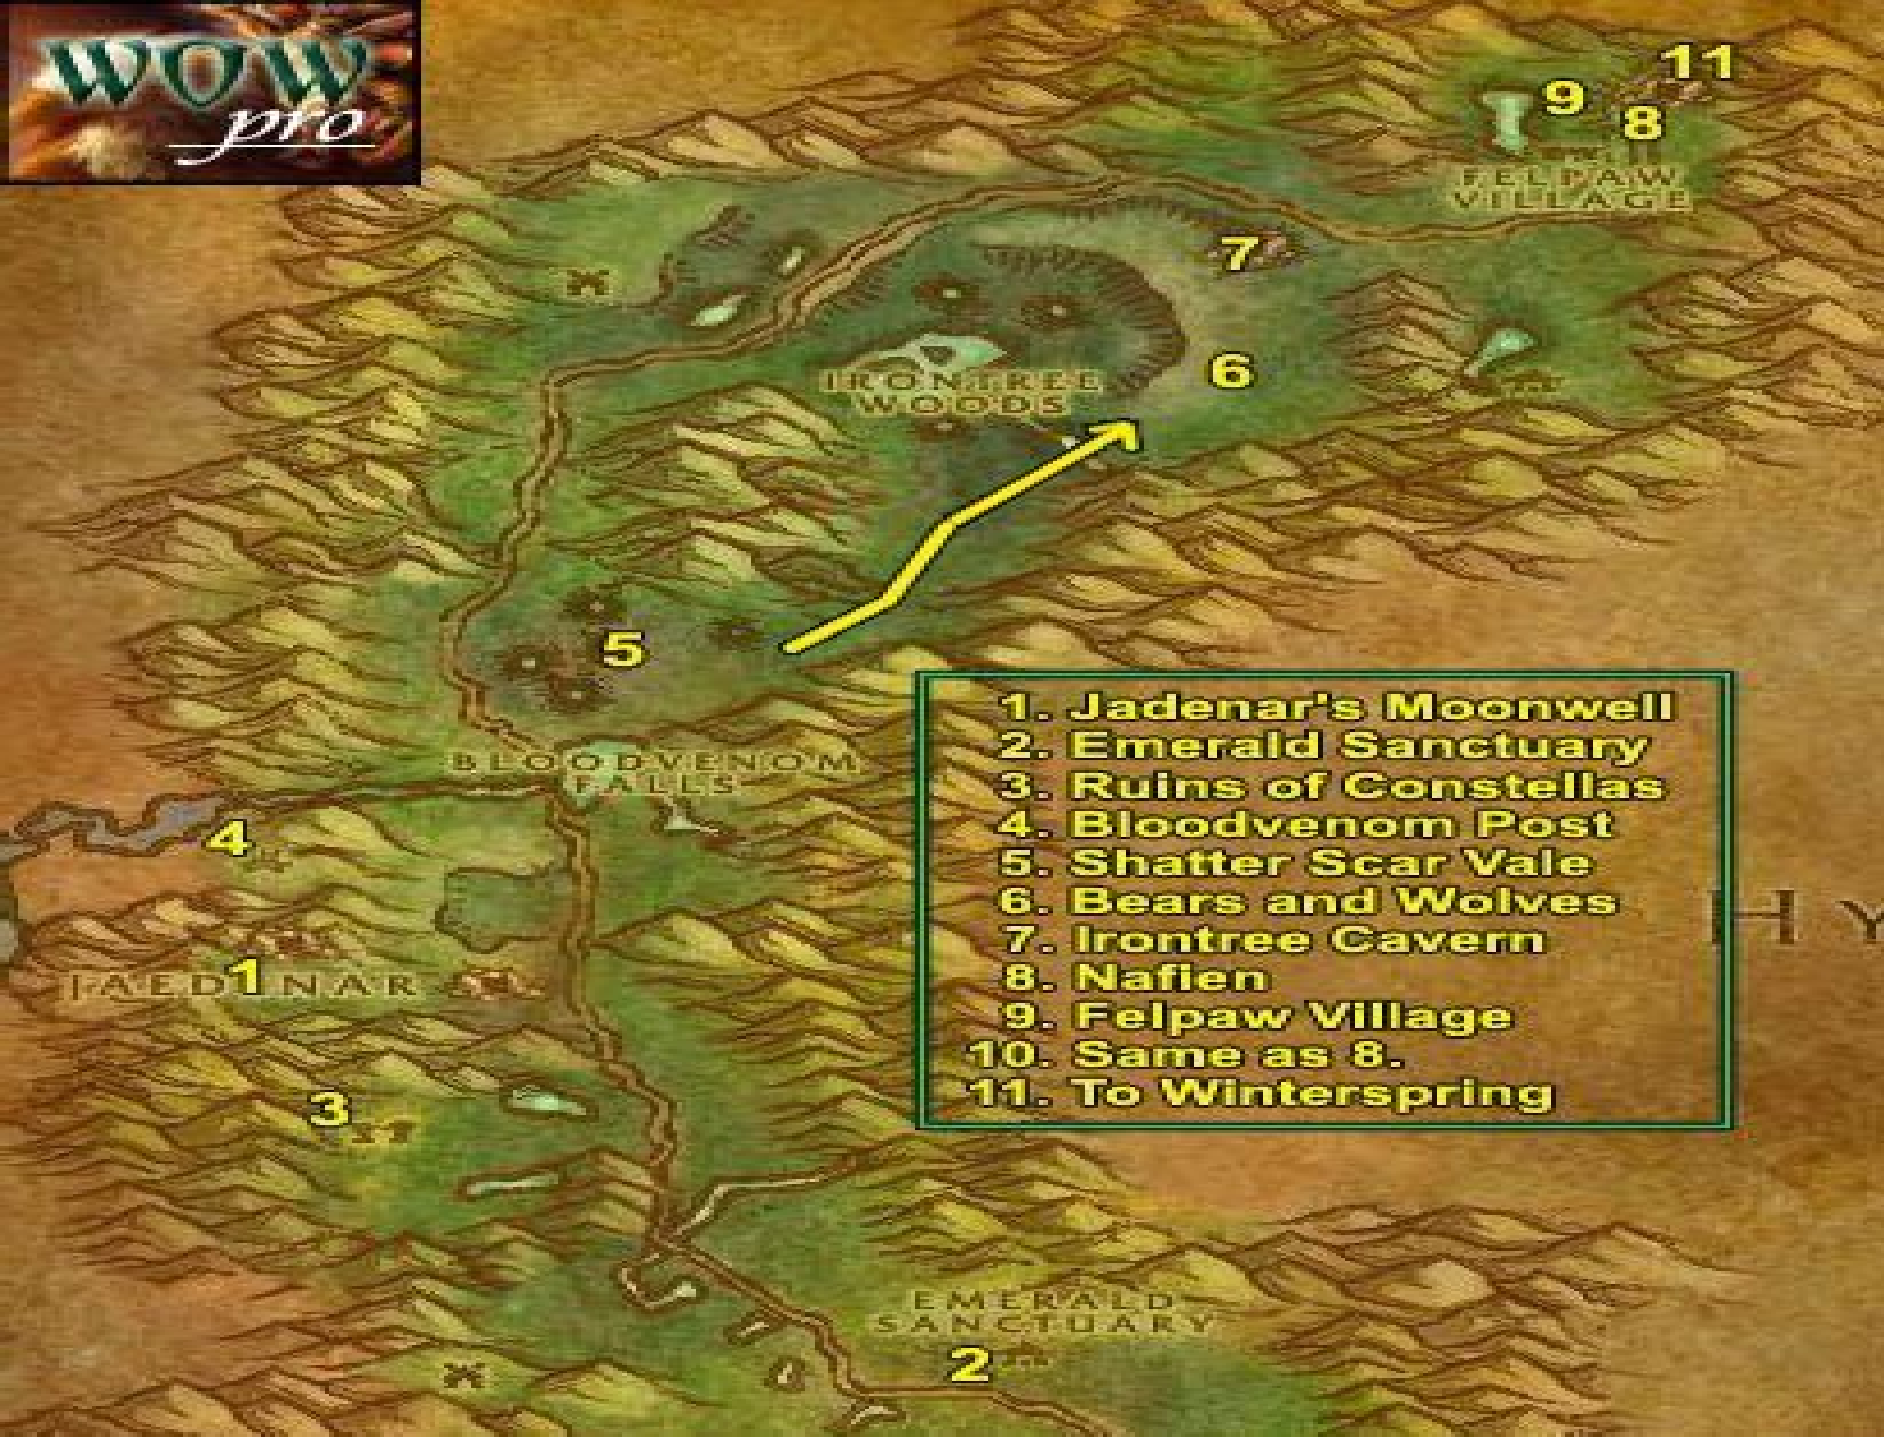 WOW
pro
11
9
8
FELPAW
VILLAGE
7
6
IRONTREE
WOODS
5
BLOODVENOM
FALLS
4
JAEDENAR
1
3
EMERALD
SANCTUARY
2
1. Jadenar's Moonwell
2. Emerald Sanctuary
3. Ruins of Constellas
4. Bloodvenom Post
5. Shatter Scar Vale
6. Bears and Wolves
7. Irontree Cavern
8. Nafien
9. Felpaw Village
10. Same as 8.
11. To Winterspring
HY